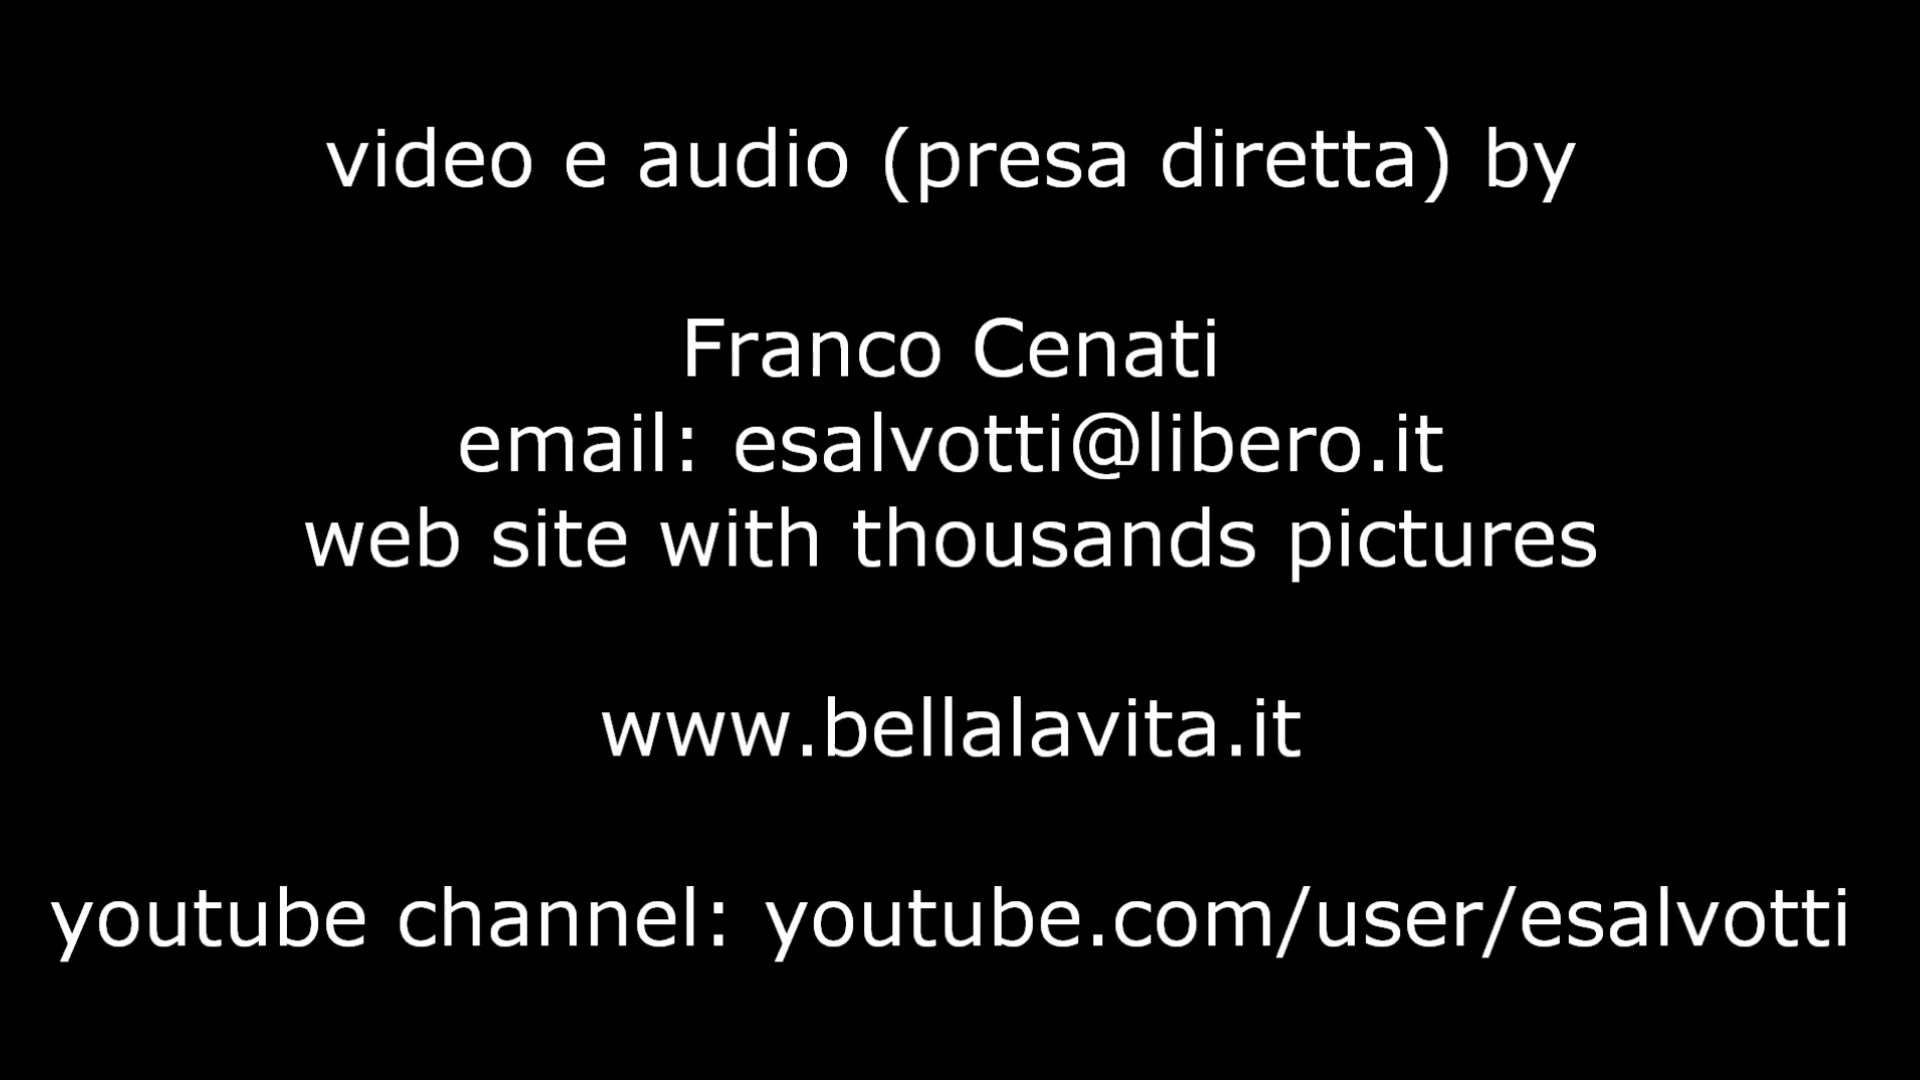 video e audio (presa diretta) by
Franco Cenati
email: esalvotti@libero.it
web site with thousands pictures
www.bellalavita.it
youtube channel: youtube.com/user/esalvotti